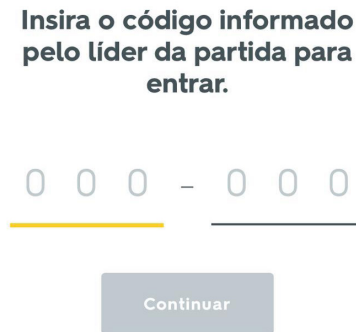 Insira o código informado
pelo líder da partida para
entrar.
0 0 0 – 0 0 0
Continuar